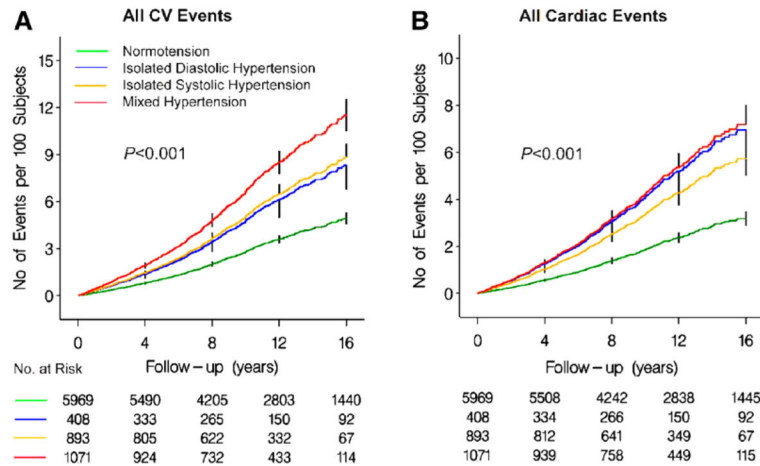 A
All CV Events
No of Events per 100 Subjects
15
12
9
6
3
0
Normotension
Isolated Diastolic Hypertension
Isolated Systolic Hypertension
Mixed Hypertension
P<0.001
0 4 8 12 16
Follow-up (years)
No. at Risk
5969 5490 4205 2803 1440
408 333 265 150 92
893 805 622 332 67
1071 924 732 433 114
B
All Cardiac Events
No of Events per 100 Subjects
10
8
6
4
2
0
P<0.001
0 4 8 12 16
Follow-up (years)
5969 5508 4242 2838 1445
408 334 266 150 92
893 812 641 349 67
1071 939 758 449 115